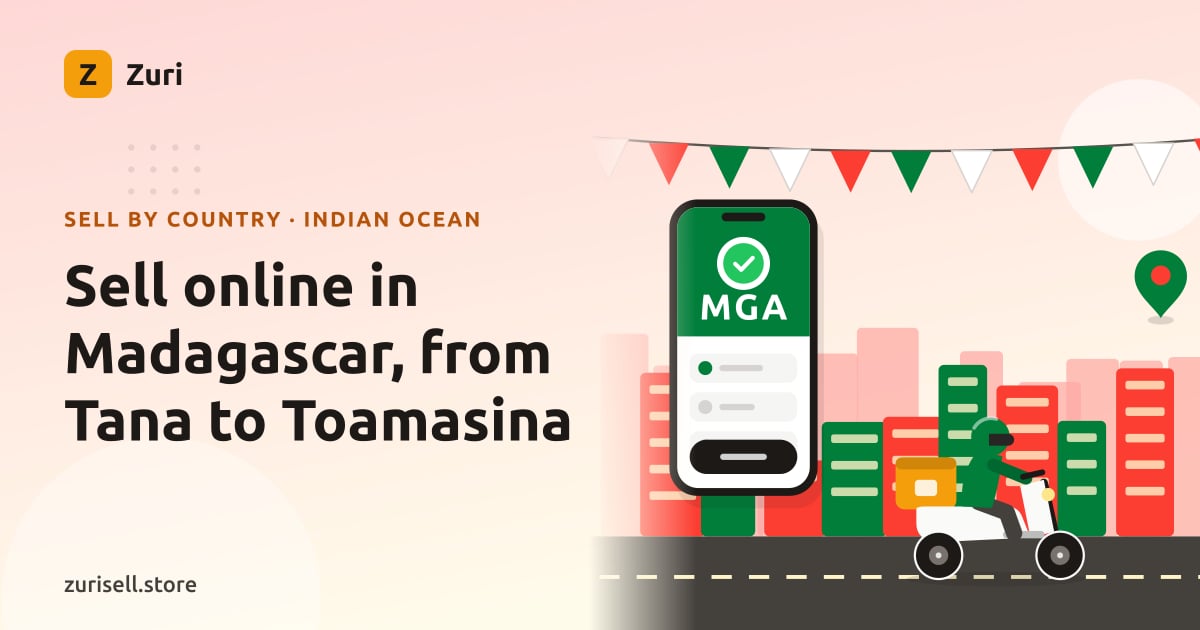 Z Zuri
SELL BY COUNTRY · INDIAN OCEAN
Sell online in
Madagascar, from
Tana to Toamasina
zurisell.store
MGA